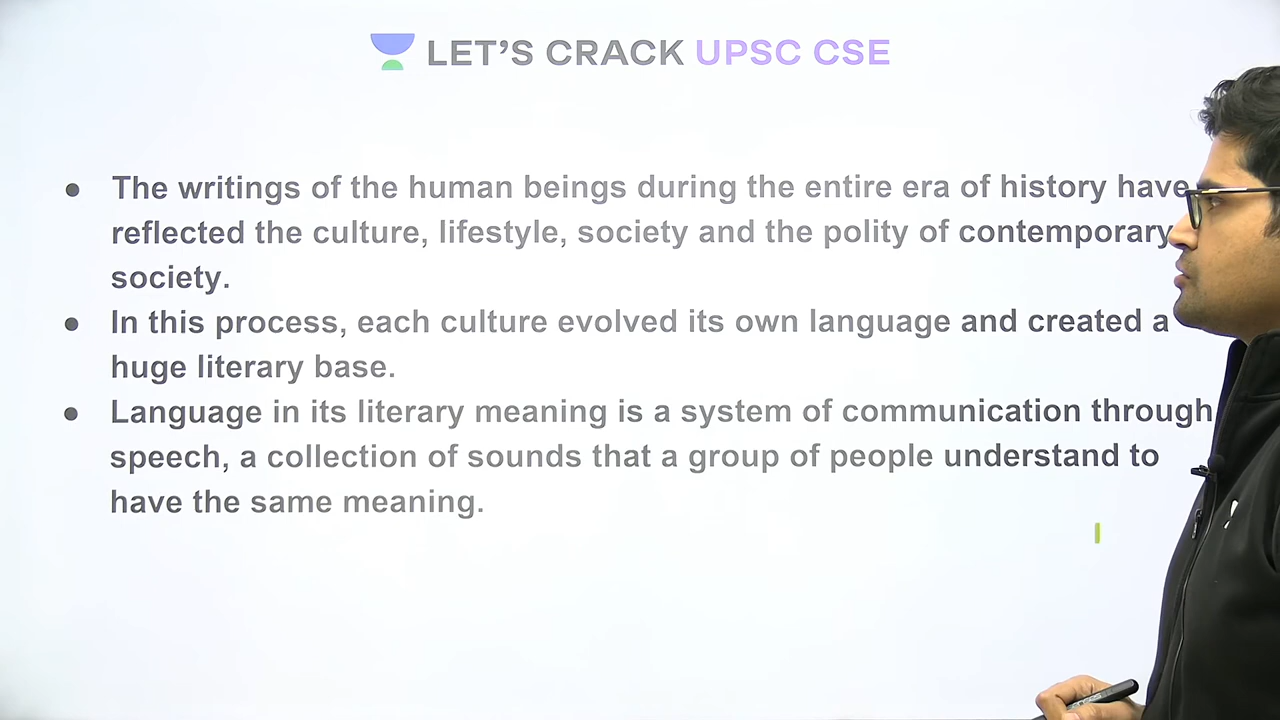 LET'S CRACK UPSC CSE
● The writings of the human beings during the entire era of history have
reflected the culture, lifestyle, society and the polity of contemporary
society.
● In this process, each culture evolved its own language and created a
huge literary base.
● Language in its literary meaning is a system of communication through
speech, a collection of sounds that a group of people understand to
have the same meaning.